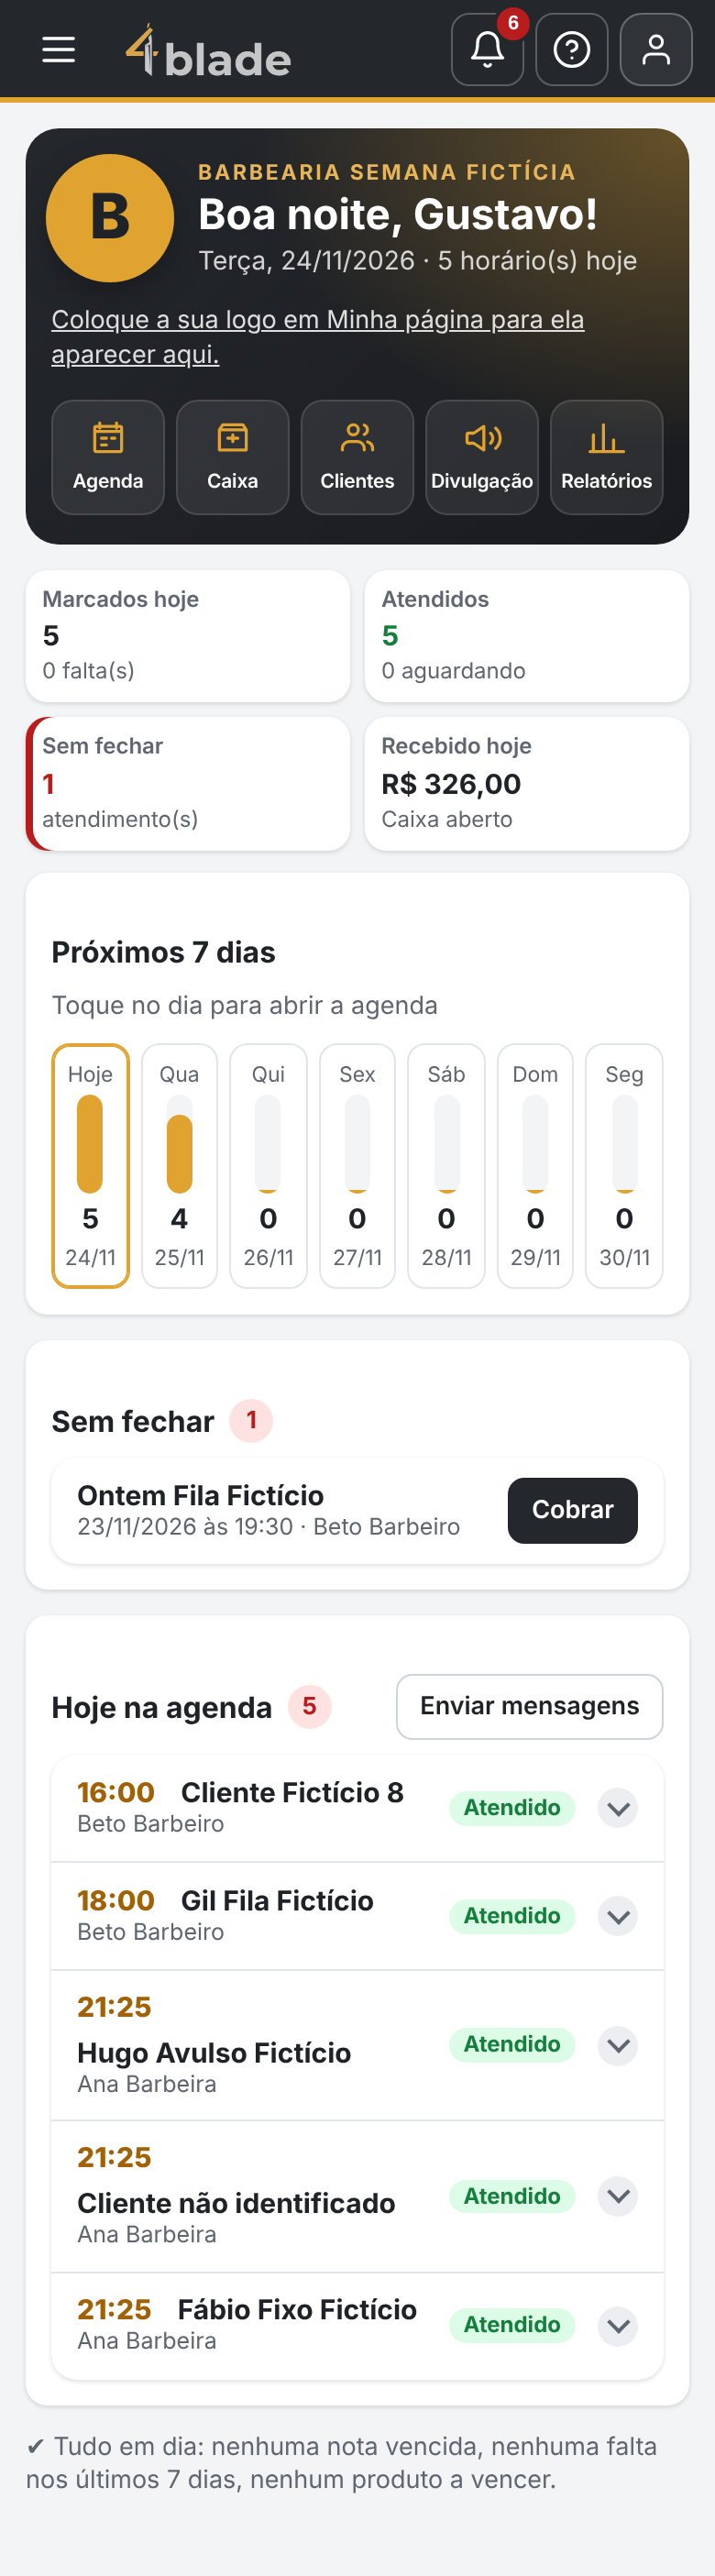 4blade
6
BARBEARIA SEMANA FICTÍCIA
B
Boa noite, Gustavo!
Terça, 24/11/2026 · 5 horário(s) hoje
Coloque a sua logo em Minha página para ela
aparecer aqui.
Agenda Caixa Clientes Divulgação Relatórios
Marcados hoje
5
0 falta(s)
Atendidos
5
0 aguardando
Sem fechar
1
atendimento(s)
Recebido hoje
R$ 326,00
Caixa aberto
Próximos 7 dias
Toque no dia para abrir a agenda
Hoje Qua Qui Sex Sáb Dom Seg
5 4 0 0 0 0 0
24/11 25/11 26/11 27/11 28/11 29/11 30/11
Sem fechar 1
Ontem Fila Fictício
23/11/2026 às 19:30 · Beto Barbeiro
Cobrar
Hoje na agenda 5
Enviar mensagens
16:00 Cliente Fictício 8
Beto Barbeiro
Atendido
18:00 Gil Fila Fictício
Beto Barbeiro
Atendido
21:25
Hugo Avulso Fictício
Ana Barbeira
Atendido
21:25
Cliente não identificado
Ana Barbeira
Atendido
21:25 Fábio Fixo Fictício
Ana Barbeira
Atendido
✔ Tudo em dia: nenhuma nota vencida, nenhuma falta
nos últimos 7 dias, nenhum produto a vencer.